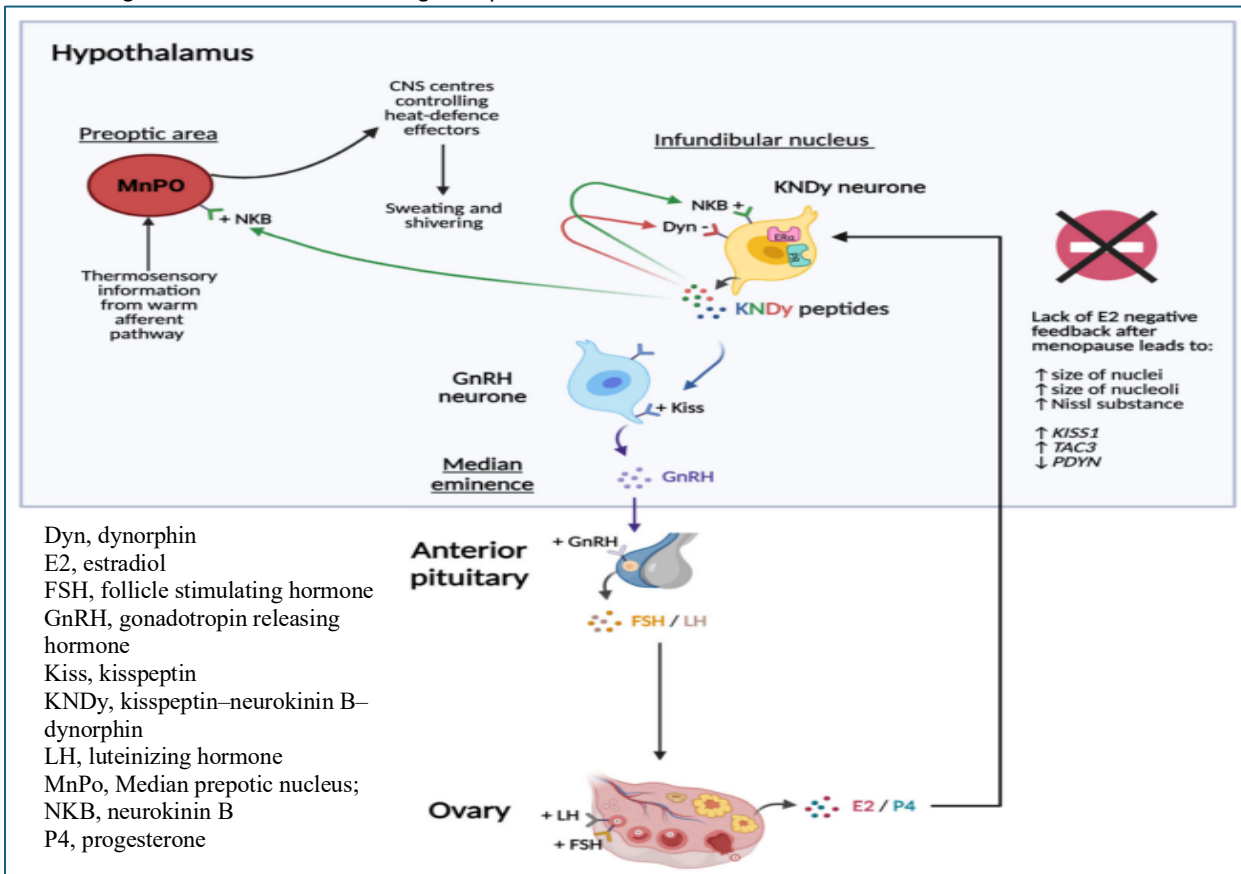 Hypothalamus
CNS centres
controlling
heat-defence
effectors
Preoptic area
MnPO
+ NKB
Sweating and
shivering
Thermosensory
information
from warm
afferent
pathway
Infundibular nucleus
KNDy neurone
NKB +
Dyn -
ERα
PR
KNDy peptides
Lack of E2 negative
feedback after
menopause leads to:
↑ size of nuclei
↑ size of nucleoli
↑ Nissl substance
↑ KISS1
↑ TAC3
↓ PDYN
GnRH
neurone
+ Kiss
Median
eminence
GnRH
Dyn, dynorphin
E2, estradiol
FSH, follicle stimulating hormone
GnRH, gonadotropin releasing
hormone
Kiss, kisspeptin
KNDy, kisspeptin–neurokinin B–
dynorphin
LH, luteinizing hormone
MnPo, Median prepotic nucleus;
NKB, neurokinin B
P4, progesterone
Anterior
pituitary
+ GnRH
FSH / LH
Ovary
+ LH
+ FSH
E2 / P4